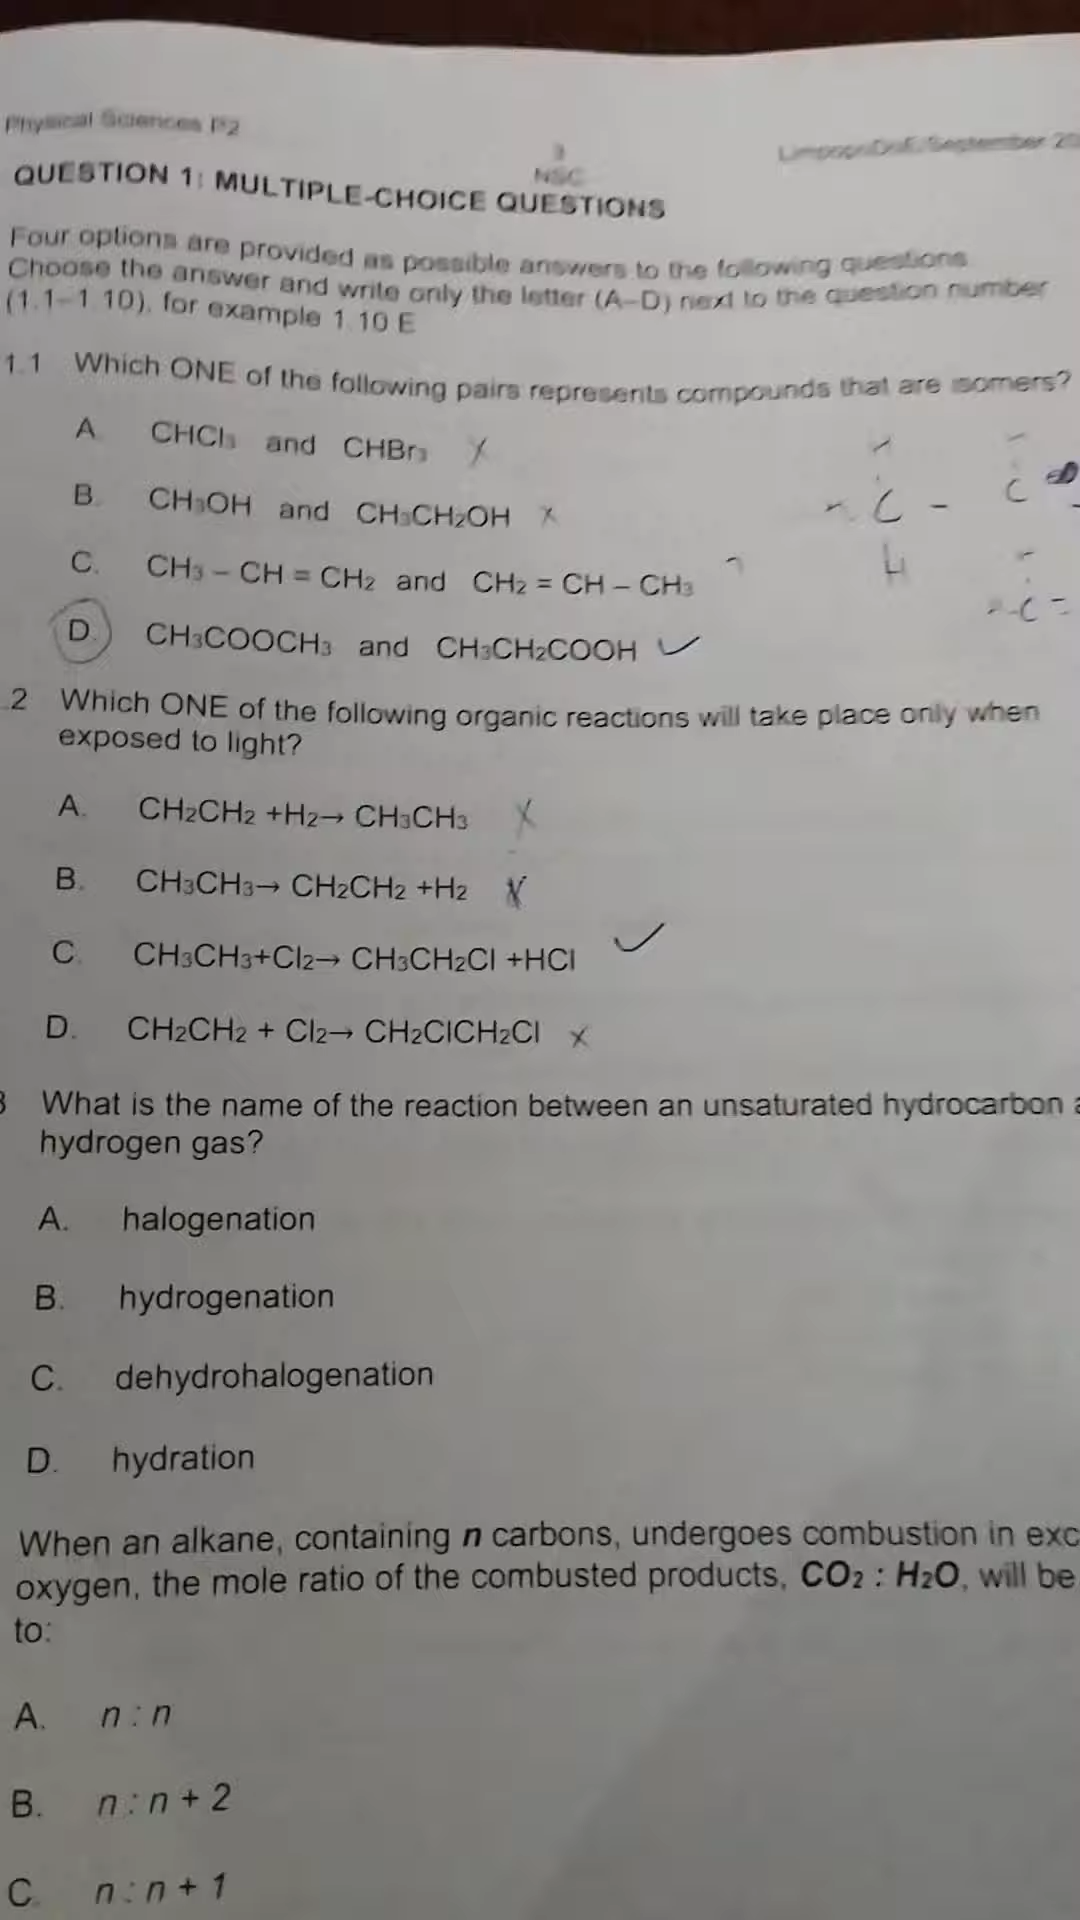 Physical Sciences P2
3
NSC
LimpopoDoE/September 20
QUESTION 1: MULTIPLE-CHOICE QUESTIONS
Four options are provided as possible answers to the following questions
Choose the answer and write only the letter (A–D) next to the question number
(1.1–1.10), for example 1.10 E
1.1 Which ONE of the following pairs represents compounds that are isomers?
A. CHCl₃ and CHBr₃ X
B. CH₃OH and CH₃CH₂OH X
C. CH₃ – CH = CH₂ and CH₂ = CH – CH₃
D. CH₃COOCH₃ and CH₃CH₂COOH ✓
.2 Which ONE of the following organic reactions will take place only when
exposed to light?
A. CH₂CH₂ +H₂→ CH₃CH₃ X
B. CH₃CH₃→ CH₂CH₂ +H₂ X
C. CH₃CH₃+Cl₂→ CH₃CH₂Cl +HCl ✓
D. CH₂CH₂ + Cl₂→ CH₂ClCH₂Cl X
3 What is the name of the reaction between an unsaturated hydrocarbon a
hydrogen gas?
A. halogenation
B. hydrogenation
C. dehydrohalogenation
D. hydration
When an alkane, containing n carbons, undergoes combustion in exc
oxygen, the mole ratio of the combusted products, CO₂ : H₂O, will be
to:
A. n : n
B. n : n + 2
C. n : n + 1